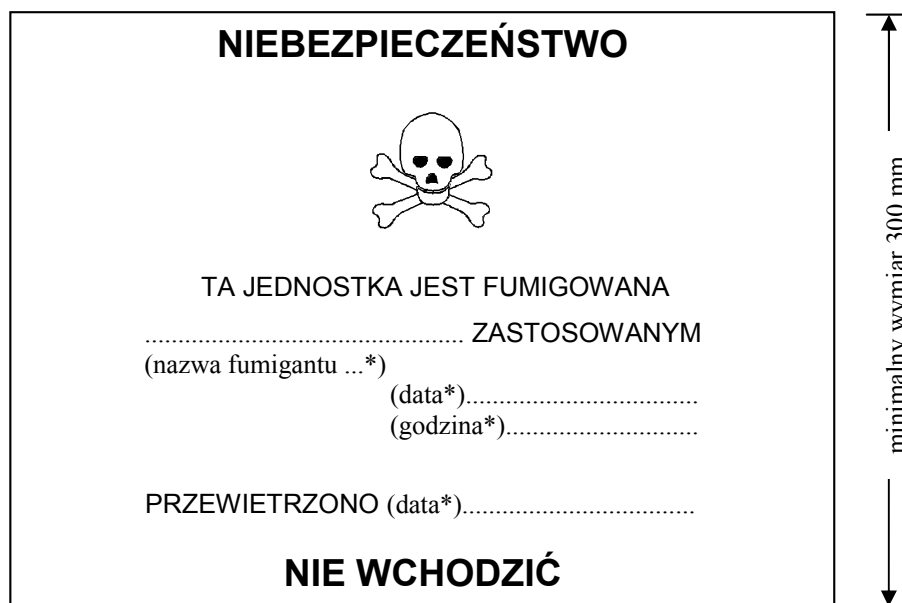 NIEBEZPIECZEŃSTWO
TA JEDNOSTKA JEST FUMIGOWANA
................................................ ZASTOSOWANYM
(nazwa fumigantu ...*)
(data*)...................................
(godzina*).............................
PRZEWIETRZONO (data*)...................................
NIE WCHODZIĆ
minimalny wymiar 300 mm